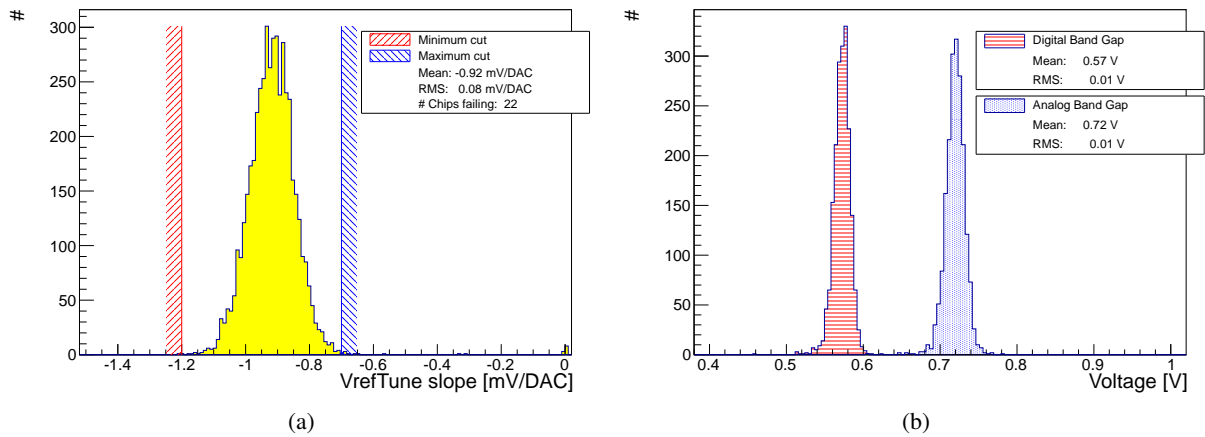 #
300
250
200
150
100
50
0
-1.4
-1.2
-1
-0.8
-0.6
-0.4
-0.2
0
VrefTune slope [mV/DAC]
Minimum cut
Maximum cut
Mean: -0.92 mV/DAC
RMS: 0.08 mV/DAC
# Chips failing: 22
(a)
#
300
250
200
150
100
50
0
0.4
0.5
0.6
0.7
0.8
0.9
1
Voltage [V]
Digital Band Gap
Mean: 0.57 V
RMS: 0.01 V
Analog Band Gap
Mean: 0.72 V
RMS: 0.01 V
(b)